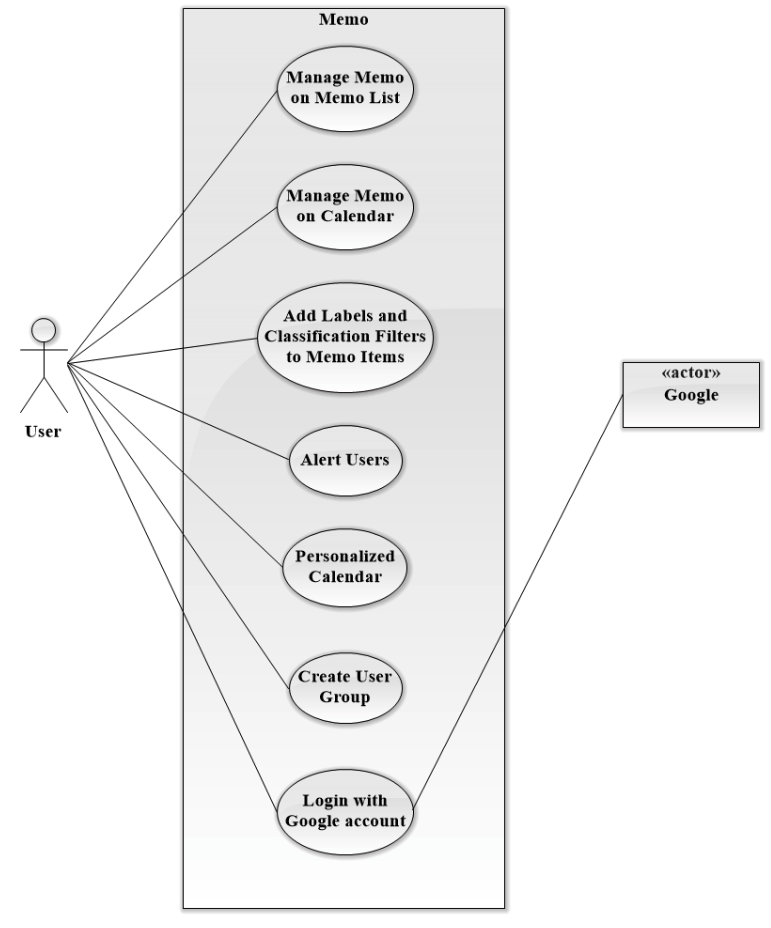 Memo
Manage Memo
on Memo List
Manage Memo
on Calendar
Add Labels and
Classification Filters
to Memo Items
User
«actor»
Google
Alert Users
Personalized
Calendar
Create User
Group
Login with
Google account